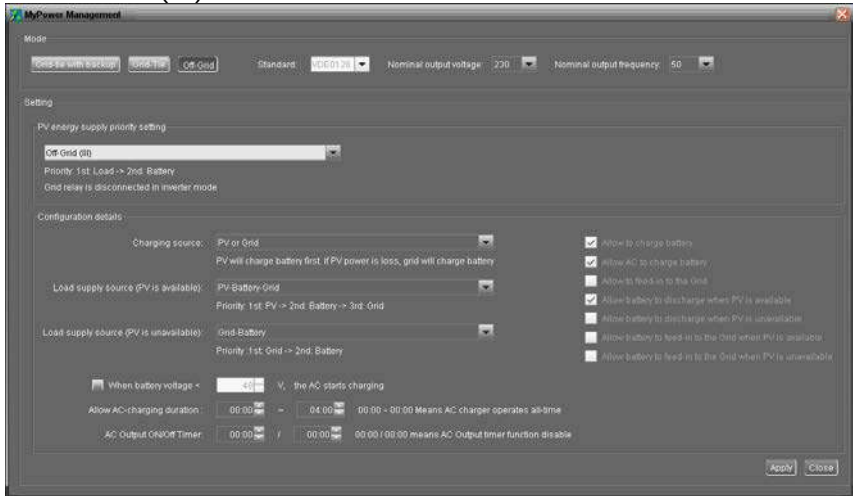 MyPower Management
Mode
Grid-tie with backup Grid-Tie Off-Grid Standard: VDE0126 Nominal output voltage: 230 Nominal output frequency: 50
Setting
PV energy supply priority setting
Off-Grid (III)
Priority: 1st: Load -> 2nd: Battery
Grid relay is disconnected in inverter mode
Configuration details
Charging source: PV or Grid
PV will charge battery first. If PV power is loss, grid will charge battery
Load supply source (PV is available): PV-Battery-Grid
Priority: 1st: PV -> 2nd: Battery -> 3rd: Grid
Load supply source (PV is unavailable): Grid-Battery
Priority :1st: Grid -> 2nd: Battery
Allow to charge battery
Allow AC to charge battery
Allow to feed-in to the Grid
Allow battery to discharge when PV is available
Allow battery to discharge when PV is unavailable
Allow battery to feed-in to the Grid when PV is available
Allow battery to feed-in to the Grid when PV is unavailable
When battery voltage < 48 V, the AC starts charging
Allow AC-charging duration : 00:00 ~ 04:00 00:00 - 00:00 Means AC charger operates all-time
AC Output ON/Off Timer: 00:00 / 00:00 00:00 / 00:00 means AC Output timer function disable
Apply Close